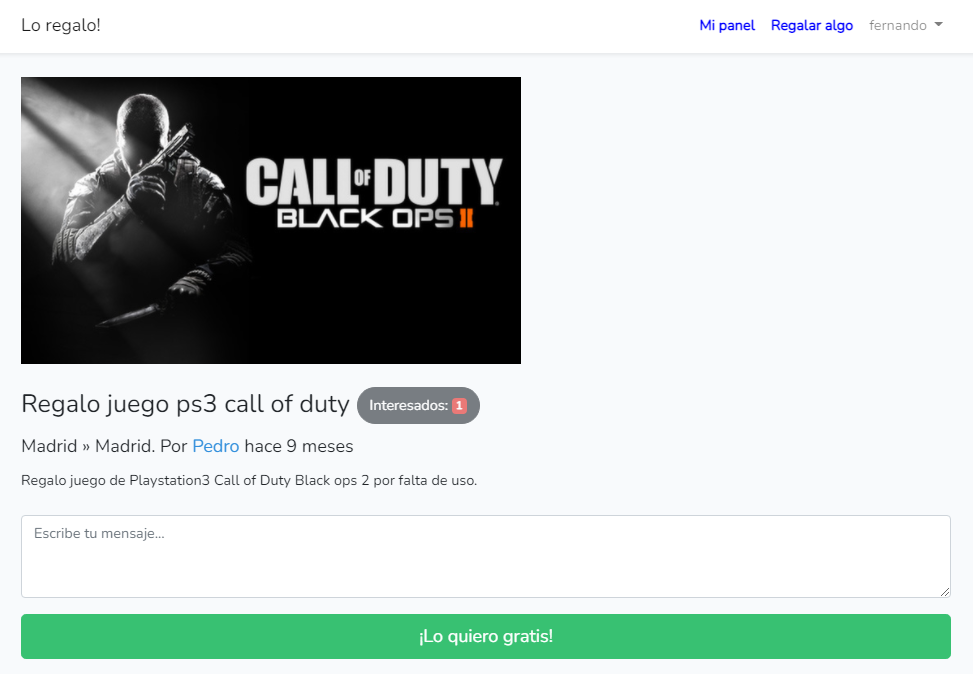 Lo regalo!
Mi panel Regalar algo fernando
CALL OF DUTY
BLACK OPS II
Regalo juego ps3 call of duty Interesados: 1
Madrid » Madrid. Por Pedro hace 9 meses
Regalo juego de Playstation3 Call of Duty Black ops 2 por falta de uso.
Escribe tu mensaje...
¡Lo quiero gratis!